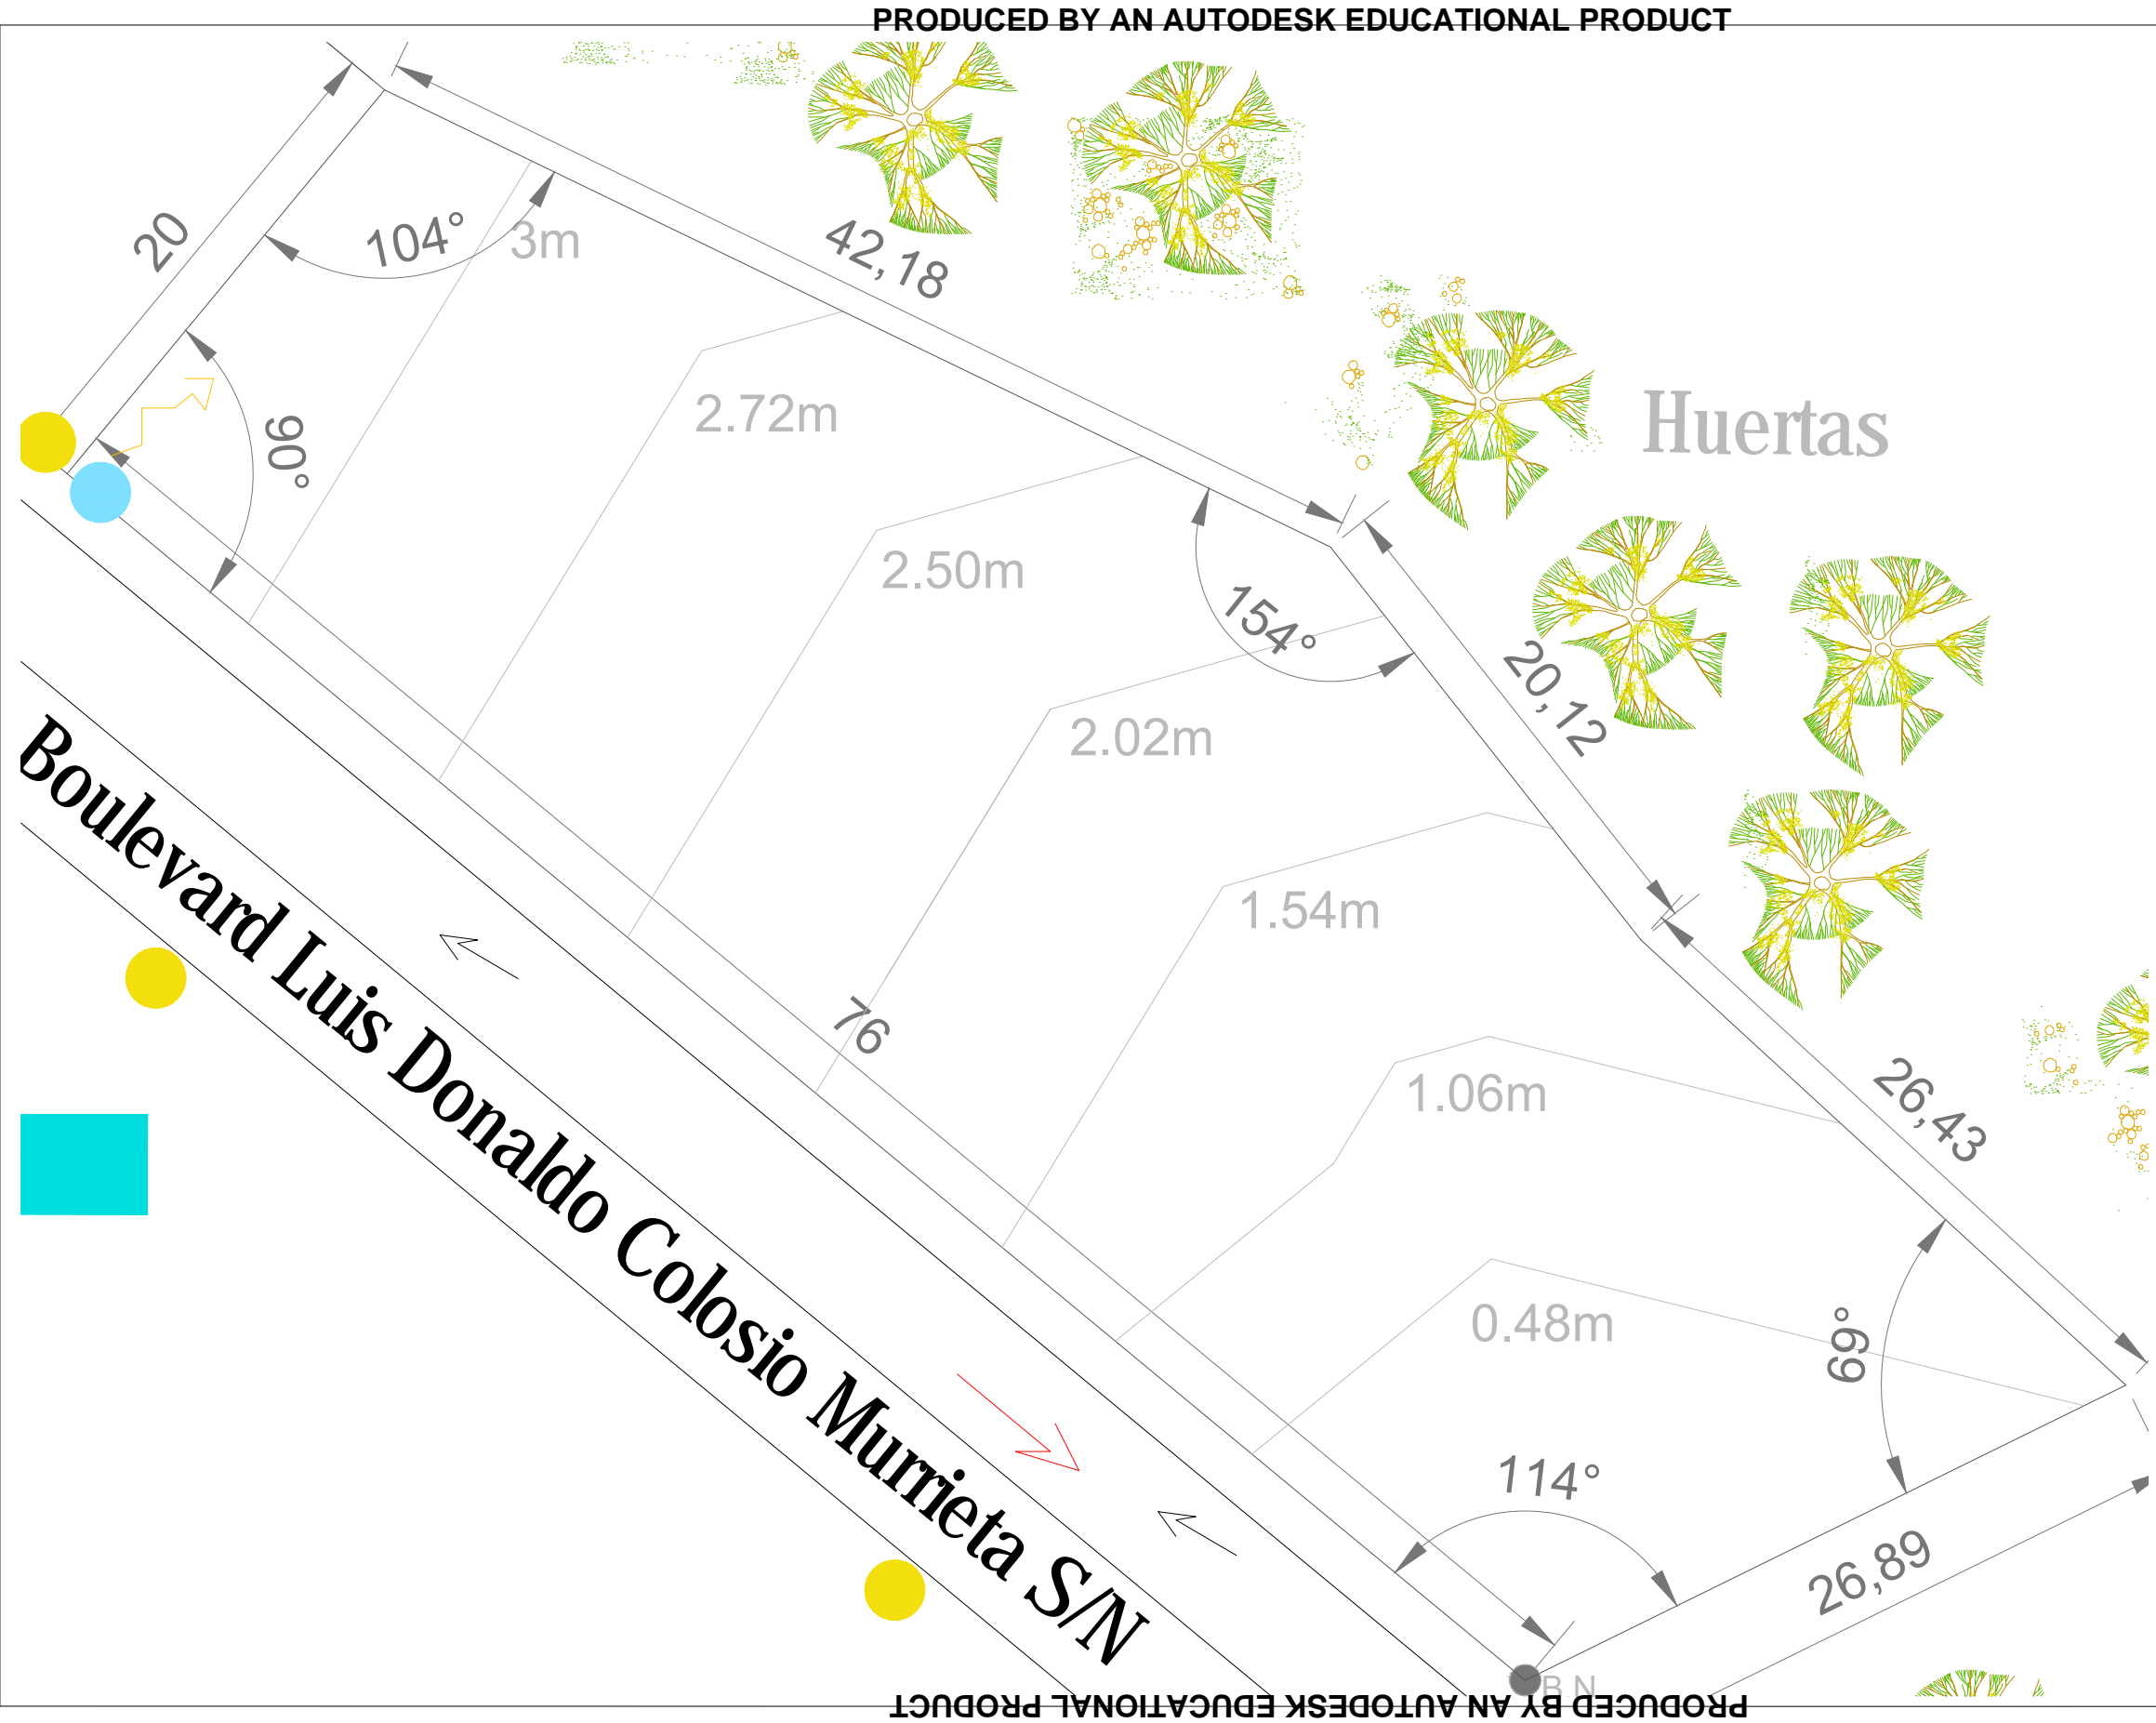 PRODUCED BY AN AUTODESK EDUCATIONAL PRODUCT
20
104°
3m
42,18
90°
2.72m
Huertas
2.50m
154°
20,12
2.02m
1.54m
Boulevard Luis Donaldo Colosio Murrieta S/N
76
1.06m
26,43
0.48m
69°
114°
26,89
B N
PRODUCED BY AN AUTODESK EDUCATIONAL PRODUCT